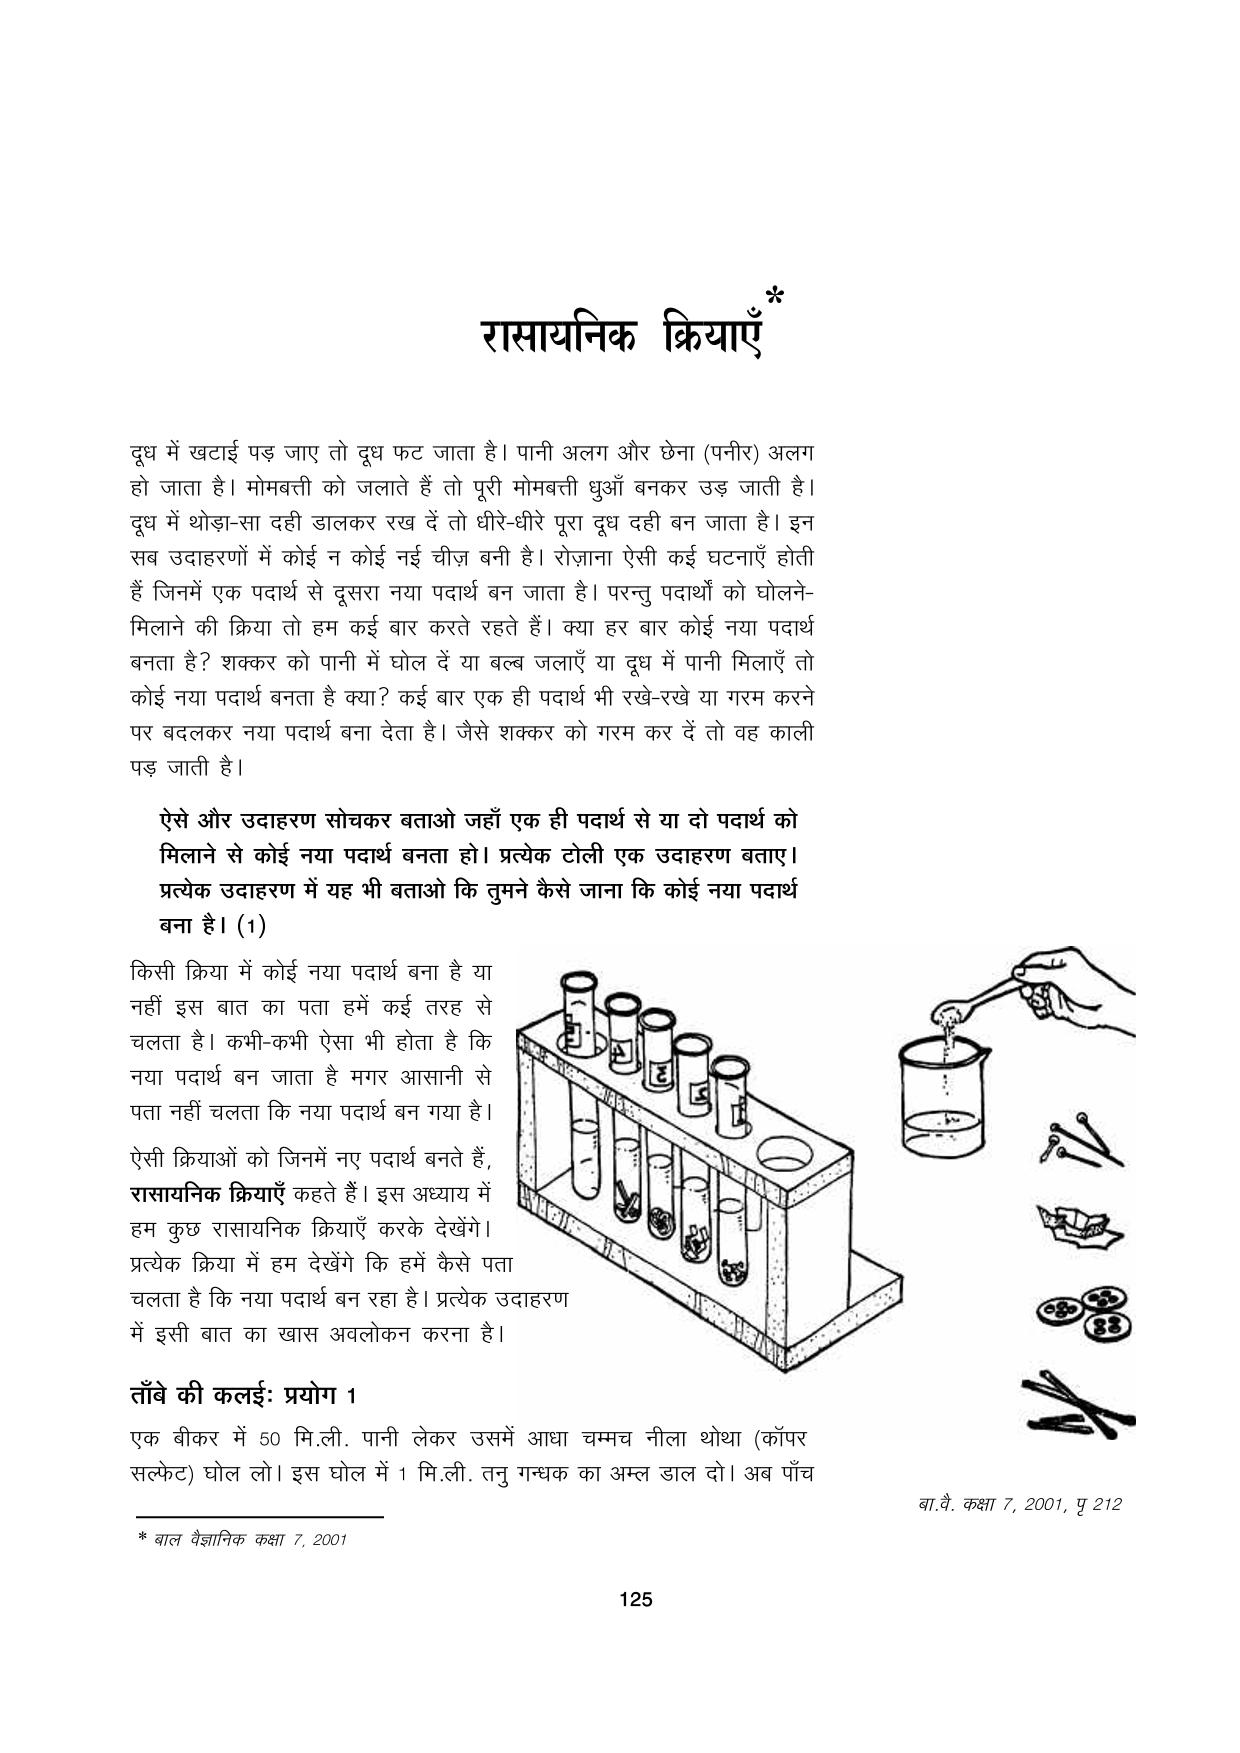 रासायनिक क्रियाएँ*
दूध में खटाई पड़ जाए तो दूध फट जाता है। पानी अलग और छेना (पनीर) अलग
हो जाता है। मोमबत्ती को जलाते हैं तो पूरी मोमबत्ती धुआँ बनकर उड़ जाती है।
दूध में थोड़ा-सा दही डालकर रख दें तो धीरे-धीरे पूरा दूध दही बन जाता है। इन
सब उदाहरणों में कोई न कोई नई चीज़ बनी है। रोज़ाना ऐसी कई घटनाएँ होती
हैं जिनमें एक पदार्थ से दूसरा नया पदार्थ बन जाता है। परन्तु पदार्थों को घोलने-
मिलाने की क्रिया तो हम कई बार करते रहते हैं। क्या हर बार कोई नया पदार्थ
बनता है? शक्कर को पानी में घोल दें या बल्ब जलाएँ या दूध में पानी मिलाएँ तो
कोई नया पदार्थ बनता है क्या? कई बार एक ही पदार्थ भी रखे-रखे या गरम करने
पर बदलकर नया पदार्थ बना देता है। जैसे शक्कर को गरम कर दें तो वह काली
पड़ जाती है।
ऐसे और उदाहरण सोचकर बताओ जहाँ एक ही पदार्थ से या दो पदार्थ को
मिलाने से कोई नया पदार्थ बनता हो। प्रत्येक टोली एक उदाहरण बताए।
प्रत्येक उदाहरण में यह भी बताओ कि तुमने कैसे जाना कि कोई नया पदार्थ
बना है। (1)
किसी क्रिया में कोई नया पदार्थ बना है या
नहीं इस बात का पता हमें कई तरह से
चलता है। कभी-कभी ऐसा भी होता है कि
नया पदार्थ बन जाता है मगर आसानी से
पता नहीं चलता कि नया पदार्थ बन गया है।
ऐसी क्रियाओं को जिनमें नए पदार्थ बनते हैं,
रासायनिक क्रियाएँ कहते हैं। इस अध्याय में
हम कुछ रासायनिक क्रियाएँ करके देखेंगे।
प्रत्येक क्रिया में हम देखेंगे कि हमें कैसे पता
चलता है कि नया पदार्थ बन रहा है। प्रत्येक उदाहरण
में इसी बात का खास अवलोकन करना है।
ताँबे की कलई: प्रयोग 1
एक बीकर में 50 मि.ली. पानी लेकर उसमें आधा चम्मच नीला थोथा (कॉपर
सल्फेट) घोल लो। इस घोल में 1 मि.ली. तनु गन्धक का अम्ल डाल दो। अब पाँच
बा.वै. कक्षा 7, 2001, पृ 212
* बाल वैज्ञानिक कक्षा 7, 2001
125